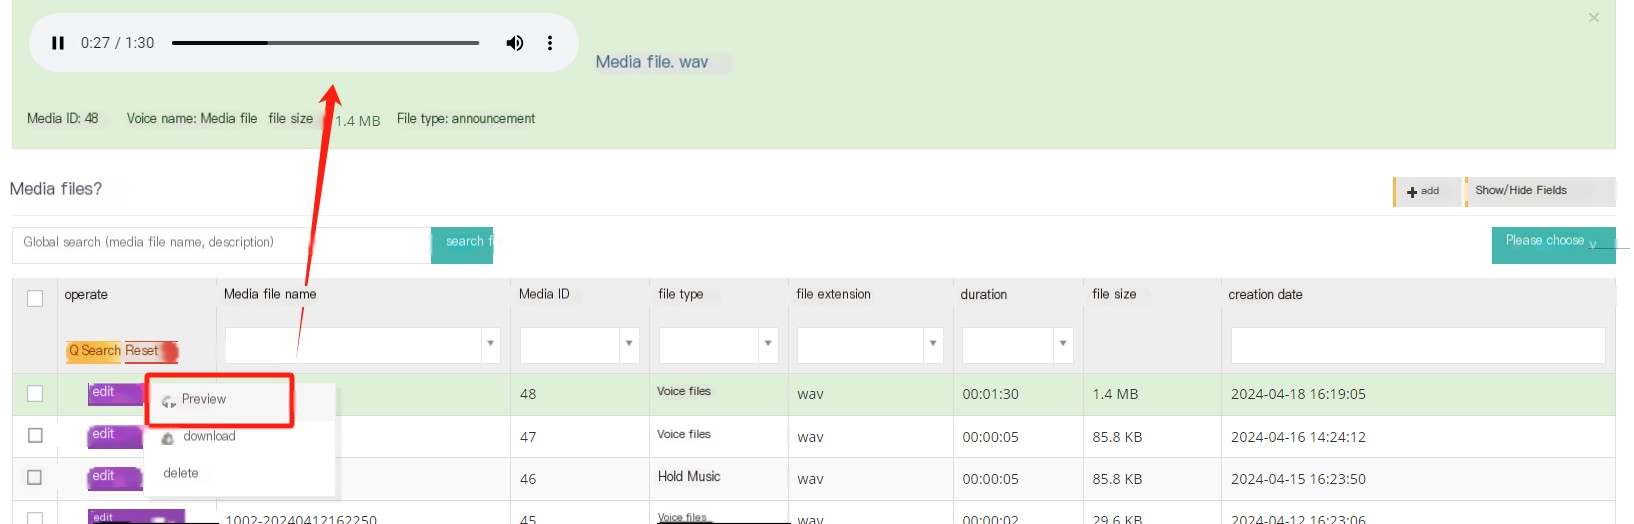 0:27 / 1:30
Media file. wav
Media ID: 48 Voice name: Media file file size 1.4 MB File type: announcement
Media files?
add Show/Hide Fields
Global search (media file name, description) search Please choose
operate Media file name Media ID file type file extension duration file size creation date
Q Search Reset
edit Preview 48 Voice files wav 00:01:30 1.4 MB 2024-04-18 16:19:05
edit download 47 Voice files wav 00:00:05 85.8 KB 2024-04-16 14:24:12
edit delete 46 Hold Music wav 00:00:05 85.8 KB 2024-04-15 16:23:50
edit 1002-20240412162250 45 Voice files wav 00:00:02 29.6 KB 2024-04-12 16:23:06